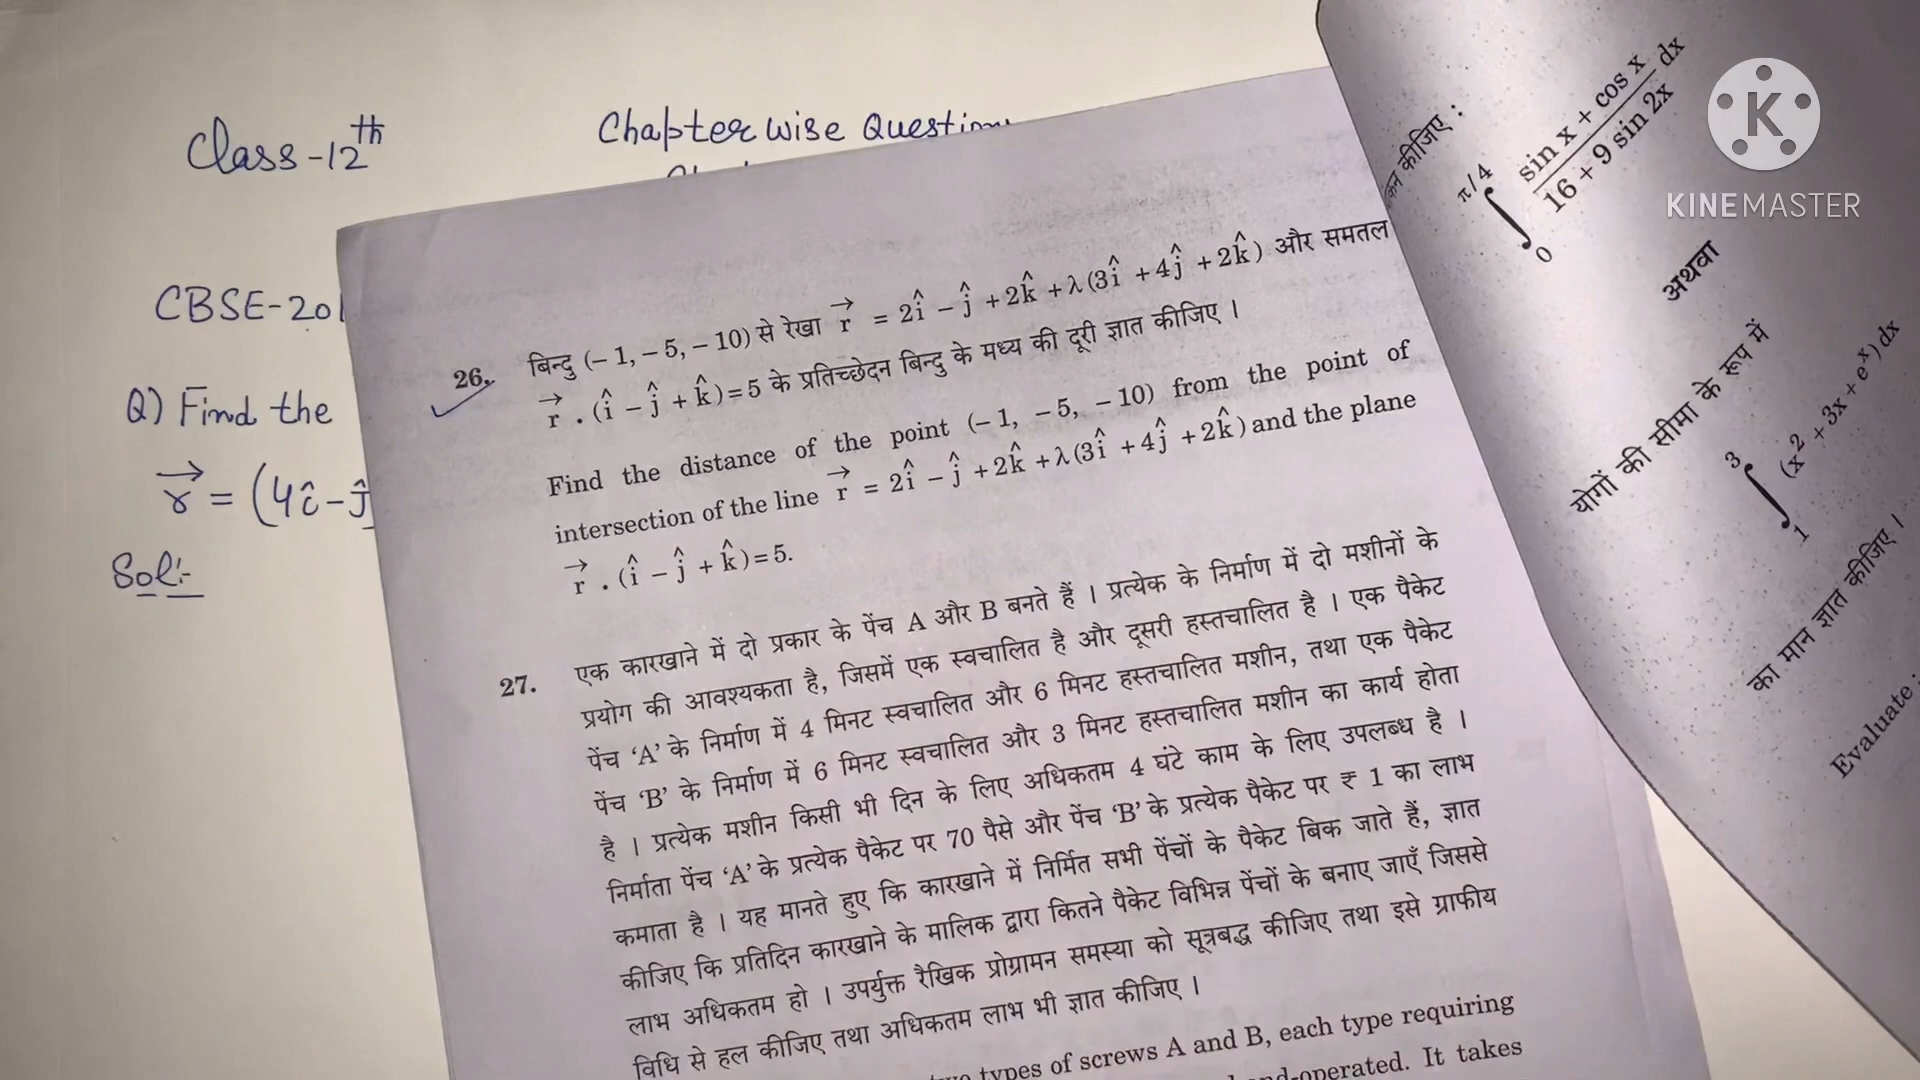 Class-12th
Chapterwise Question
CBSE-201
Q) Find the
r⃗ = (4î-ĵ
Sol:-
26. बिन्दु (– 1, – 5, – 10) से रेखा r⃗ = 2î – ĵ + 2k̂ + λ(3î + 4ĵ + 2k̂) और समतल
r⃗ . (î – ĵ + k̂) = 5 के प्रतिच्छेदन बिन्दु के मध्य की दूरी ज्ञात कीजिए ।
Find the distance of the point (– 1, – 5, – 10) from the point of
intersection of the line r⃗ = 2î – ĵ + 2k̂ + λ(3î + 4ĵ + 2k̂) and the plane
r⃗ . (î – ĵ + k̂) = 5.
27. एक कारखाने में दो प्रकार के पेंच A और B बनते हैं । प्रत्येक के निर्माण में दो मशीनों के
प्रयोग की आवश्यकता है, जिसमें एक स्वचालित है और दूसरी हस्तचालित है । एक पैकेट
पेंच ‘A’ के निर्माण में 4 मिनट स्वचालित और 6 मिनट हस्तचालित मशीन, तथा एक पैकेट
पेंच ‘B’ के निर्माण में 6 मिनट स्वचालित और 3 मिनट हस्तचालित मशीन का कार्य होता
है । प्रत्येक मशीन किसी भी दिन के लिए अधिकतम 4 घंटे काम के लिए उपलब्ध है ।
निर्माता पेंच ‘A’ के प्रत्येक पैकेट पर 70 पैसे और पेंच ‘B’ के प्रत्येक पैकेट पर ₹ 1 का लाभ
कमाता है । यह मानते हुए कि कारखाने में निर्मित सभी पेंचों के पैकेट बिक जाते हैं, ज्ञात
कीजिए कि प्रतिदिन कारखाने के मालिक द्वारा कितने पैकेट विभिन्न पेंचों के बनाए जाएँ जिससे
लाभ अधिकतम हो । उपर्युक्त रैखिक प्रोग्रामन समस्या को सूत्रबद्ध कीजिए तथा इसे ग्राफीय
विधि से हल कीजिए तथा अधिकतम लाभ भी ज्ञात कीजिए ।
types of screws A and B, each type requiring
-operated. It takes
कीजिए :
∫₀^π/4 (sin x + cos x)/(16 + 9 sin 2x) dx
अथवा
योगों की सीमा के रूप में
∫₁³ (x² + 3x + eˣ) dx
का मान ज्ञात कीजिए ।
Evaluate :
K
KINEMASTER